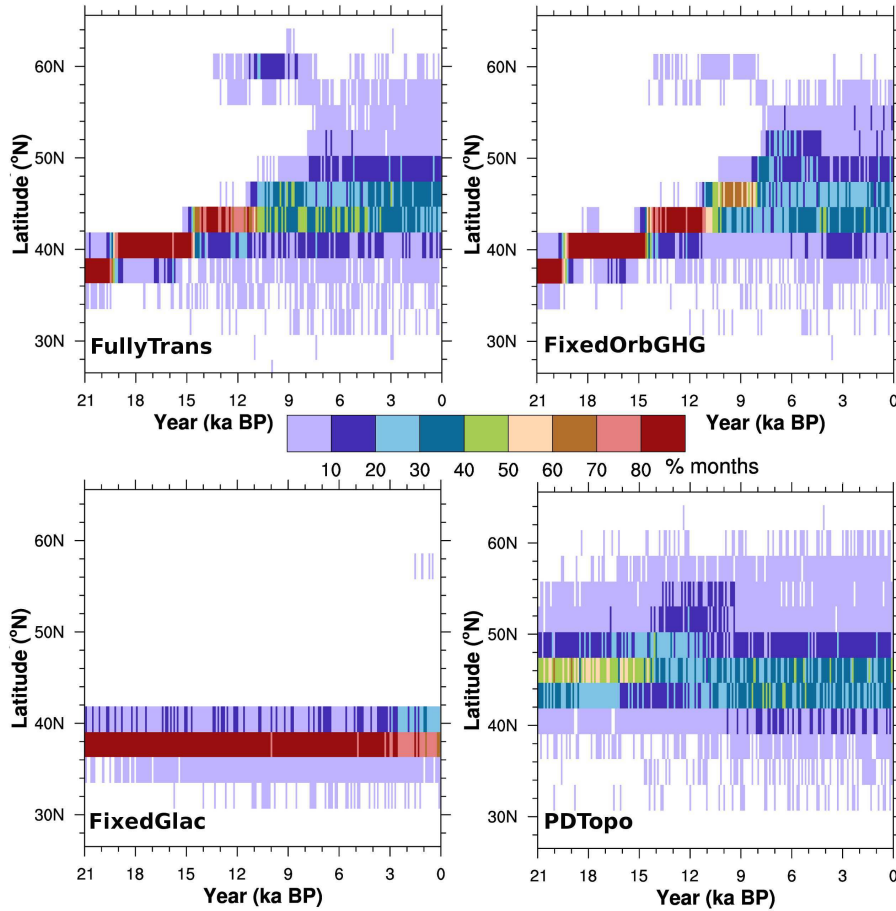 60N
50N
40N
30N
Latitude (°N)
FullyTrans
21 18 15 12 9 6 3 0
Year (ka BP)
60N
50N
40N
30N
Latitude (°N)
FixedOrbGHG
21 18 15 12 9 6 3 0
Year (ka BP)
10 20 30 40 50 60 70 80 % months
60N
50N
40N
30N
Latitude (°N)
FixedGlac
21 18 15 12 9 6 3 0
Year (ka BP)
60N
50N
40N
30N
Latitude (°N)
PDTopo
21 18 15 12 9 6 3 0
Year (ka BP)